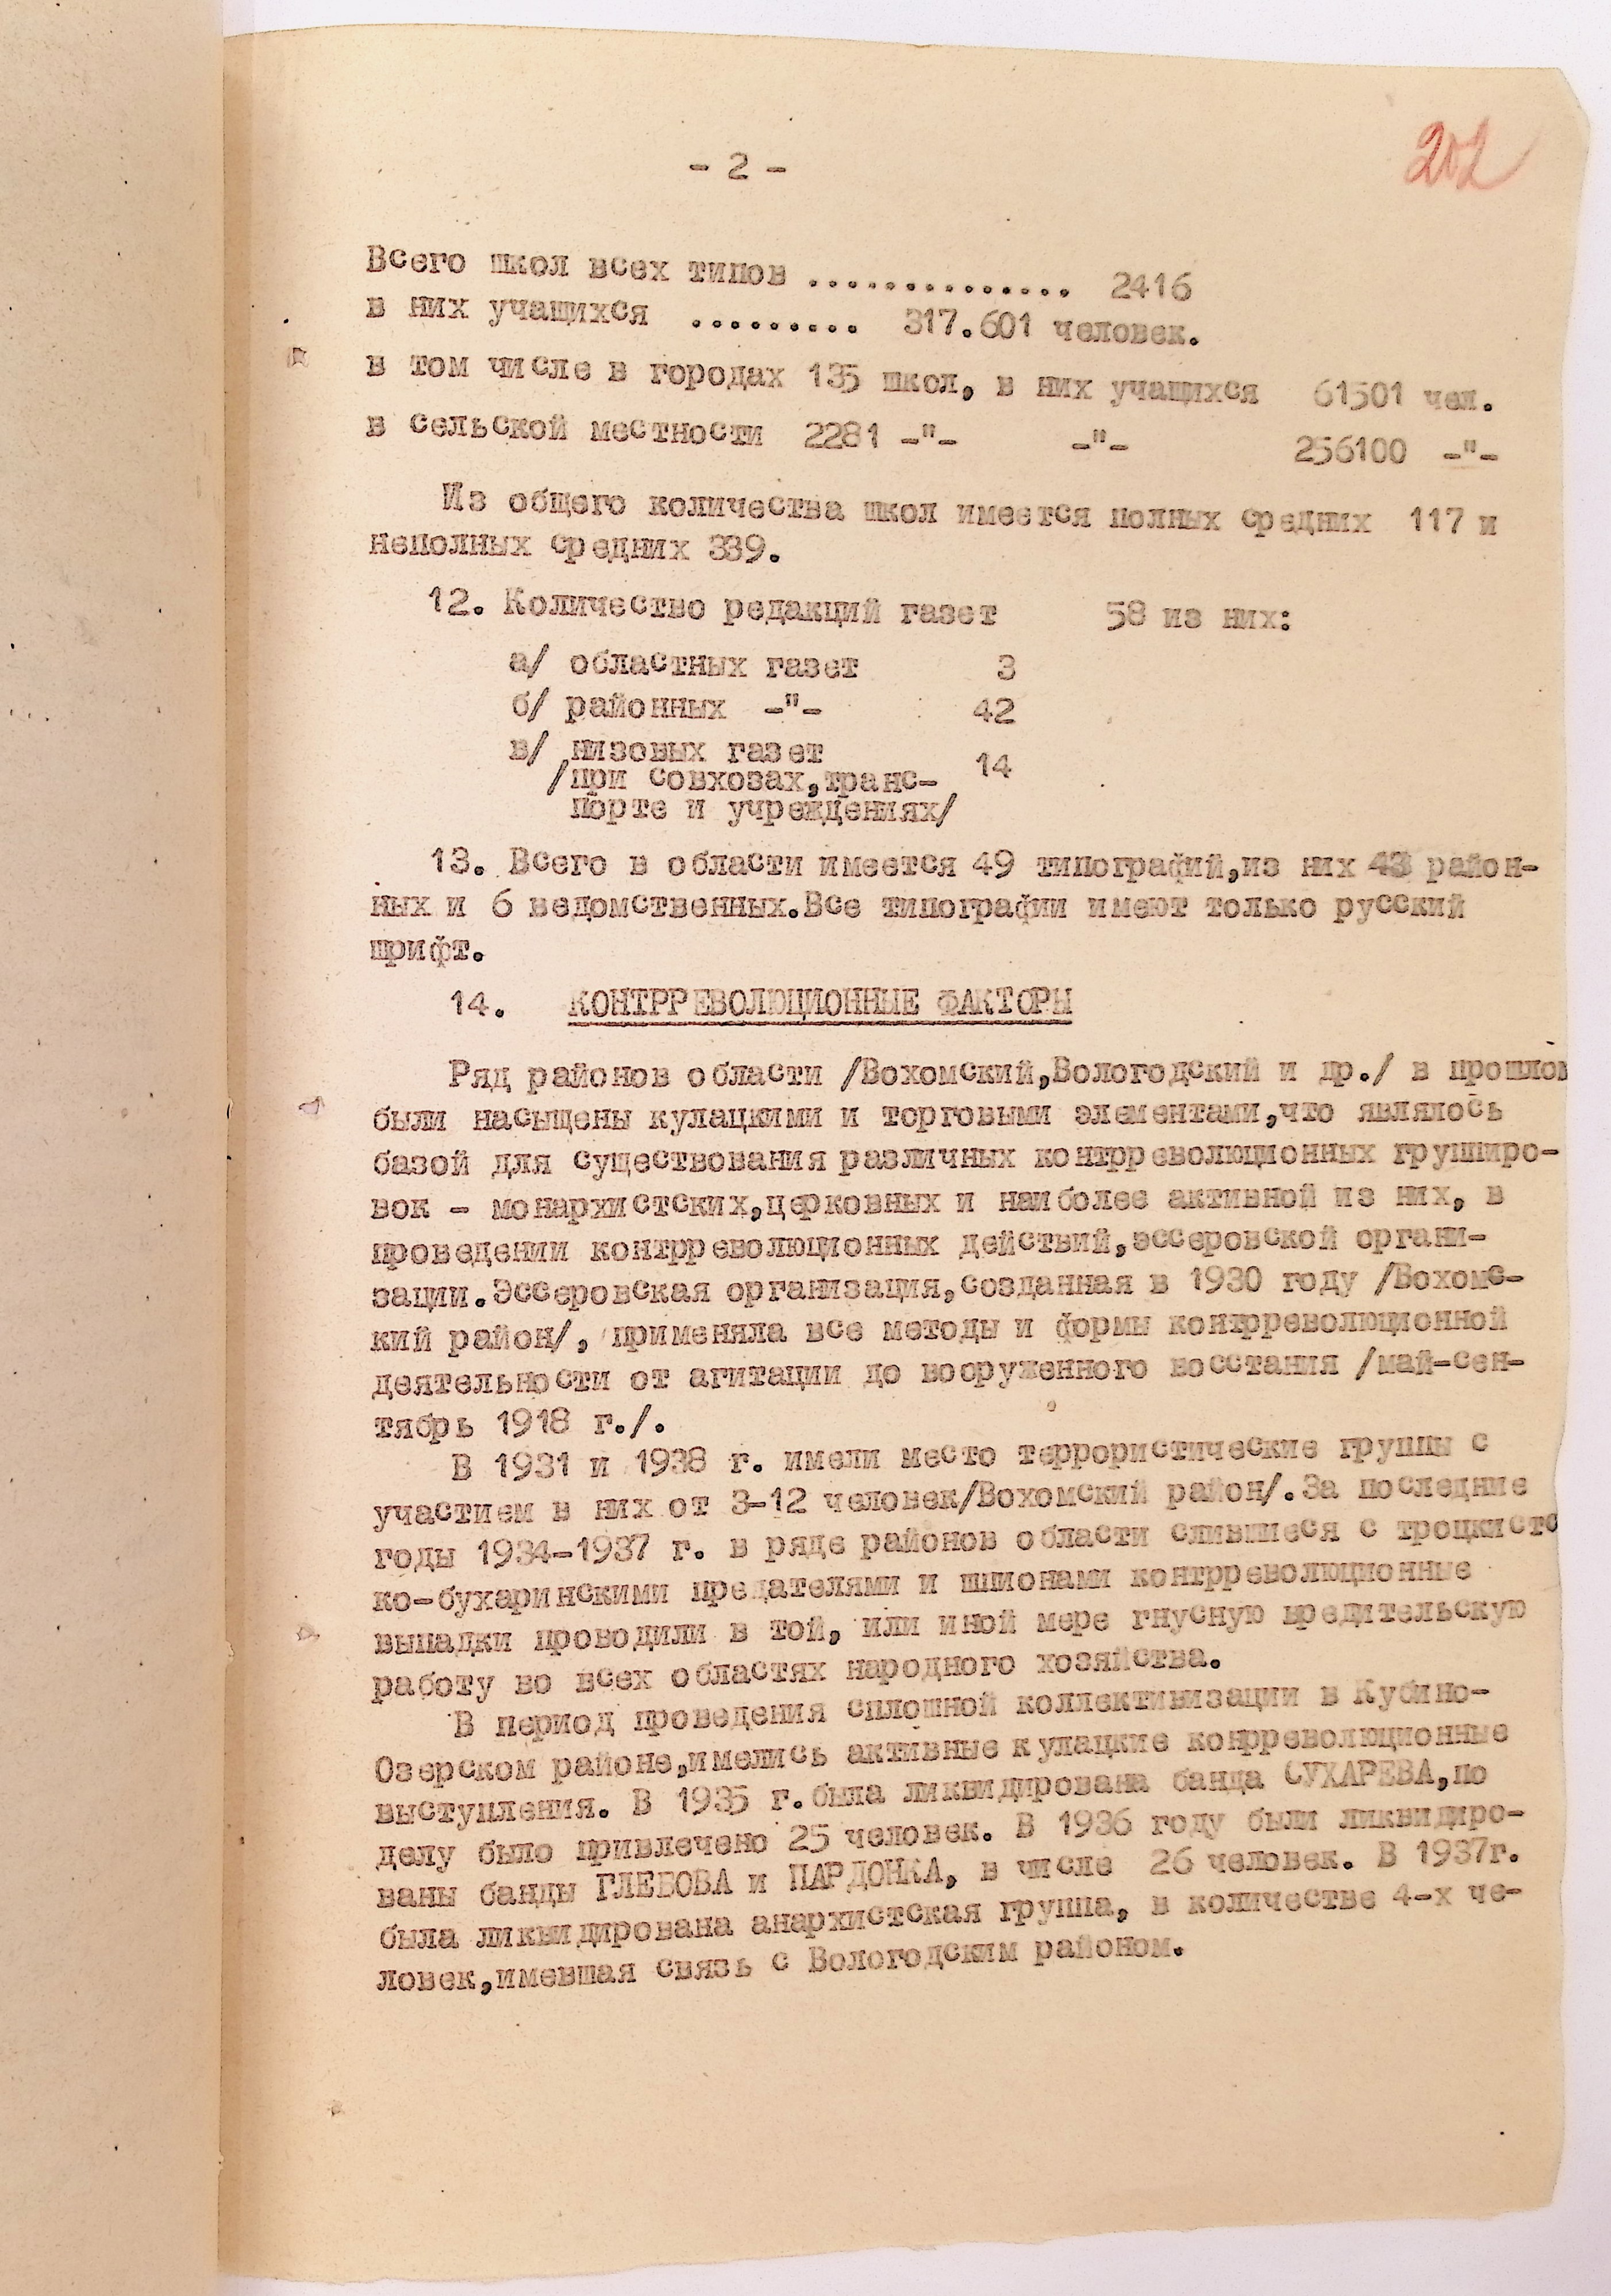 - 2 -
202
Всего школ всех типов .............. 2416
в них учащихся ......... 317.601 человек.
в том числе в городах 135 школ, в них учащихся 61501 чел.
в сельской местности 2281 -"- -"- 256100 -"-
Из общего количества школ имеется полных средних 117 и
неполных средних 339.
12. Количество редакций газет 58 из них:
а/ областных газет 3
б/ районных -"- 42
в/ низовых газет 14
/при совхозах,транс-
порте и учреждениях/
13. Всего в области имеется 49 типографий,из них 43 район-
ных и 6 ведомственных.Все типографии имеют только русский
шрифт.
14. КОНТРРЕВОЛЮЦИОННЫЕ ФАКТОРЫ
Ряд районов области /Вохомский,Вологодский и др./ в прошлом
были насыщены кулацкими и торговыми элементами,что являлось
базой для существования различных контрреволюционных группиро-
вок - монархистских,церковных и наиболее активной из них, в
проведении контрреволюционных действий,эссеровской органи-
зации.Эссеровская организация,созданная в 1930 году /Вохомс-
кий район/, применяла все методы и формы контрреволюционной
деятельности от агитации до вооруженного восстания /май-сен-
тябрь 1918 г./.
В 1931 и 1938 г. имели место террористические группы с
участием в них от 3-12 человек/Вохомский район/.За последние
годы 1934-1937 г. в ряде районов области слившиеся с троцкистс
ко-бухаринскими предателями и шпионами контрреволюционные
выпадки проводили в той, или иной мере гнусную вредительскую
работу во всех областях народного хозяйства.
В период проведения сплошной коллективизации в Кубино-
Озерском районе,имелись активные кулацкие конрреволюционные
выступления. В 1935 г.была ликвидирована банда СУХАРЕВА,по
делу было привлечено 25 человек. В 1936 году были ликвидиро-
ваны банды ГЛЕБОВА и ПАРДОНКА, в числе 26 человек. В 1937г.
была ликвидирована анархистская группа, в количестве 4-х че-
ловек,имевшая связь с Вологодским районом.